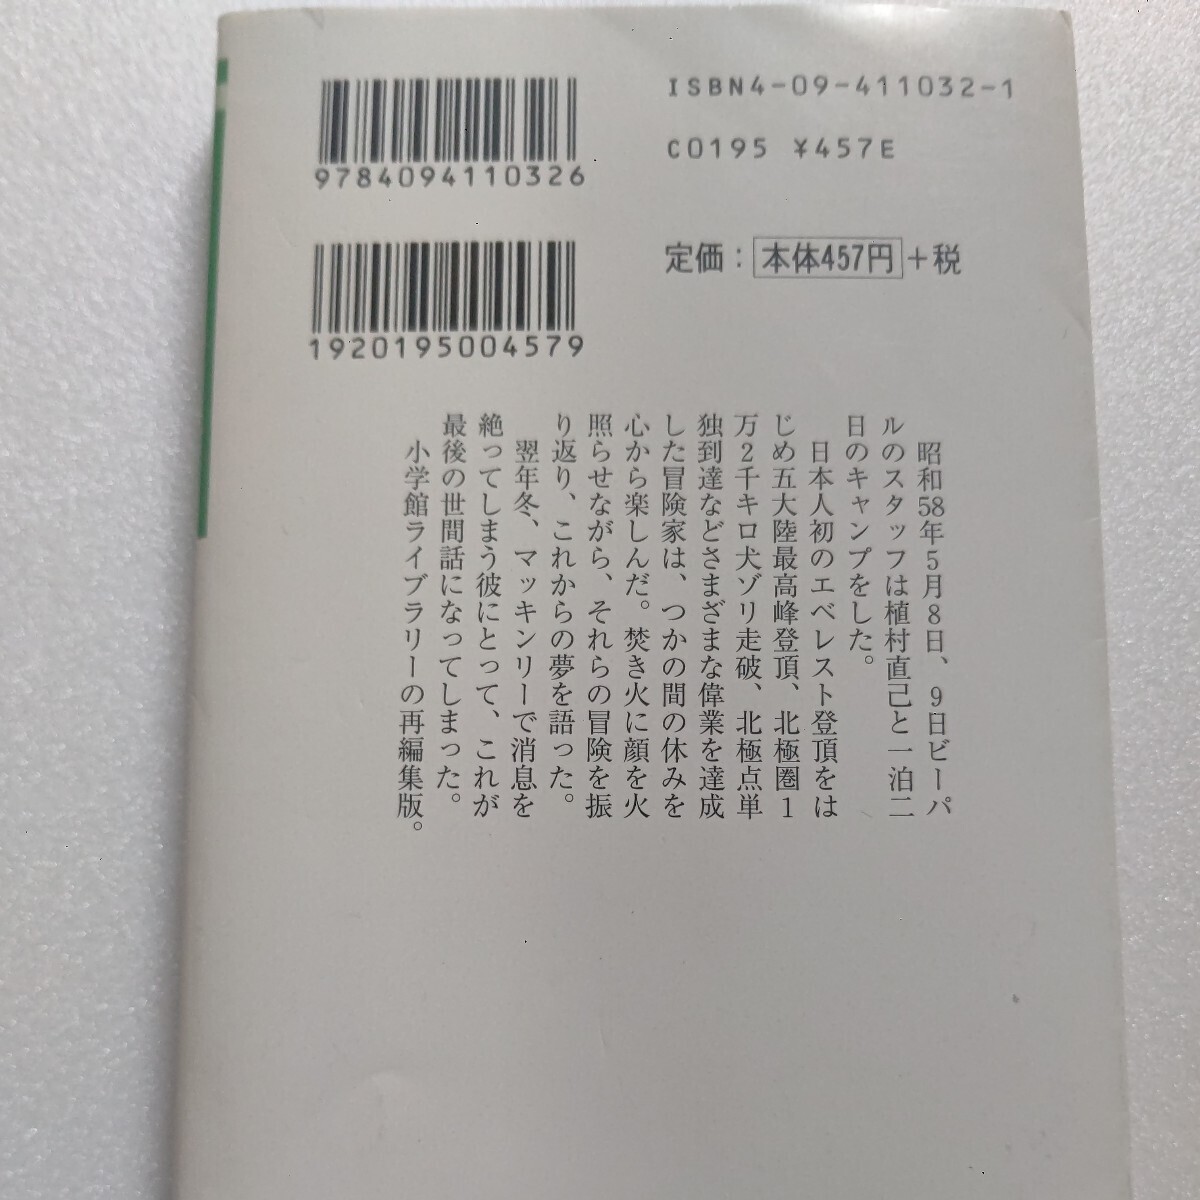 ISBN4-09-411032-1
C0195 ¥457E
9784094110326
定価：本体457円+税
1920195004579
昭和58年5月8日、9日ビーパ
ルのスタッフは植村直己と一泊二
日のキャンプをした。
日本人初のエベレスト登頂をは
じめ五大陸最高峰登頂、北極圏1
万2千キロ犬ゾリ走破、北極点単
独到達などさまざまな偉業を達成
した冒険家は、つかの間の休みを
心から楽しんだ。焚き火に顔を火
照らせながら、それらの冒険を振
り返り、これからの夢を語った。
翌年冬、マッキンリーで消息を
絶ってしまう彼にとって、これが
最後の世間話になってしまった。
小学館ライブラリーの再編集版。